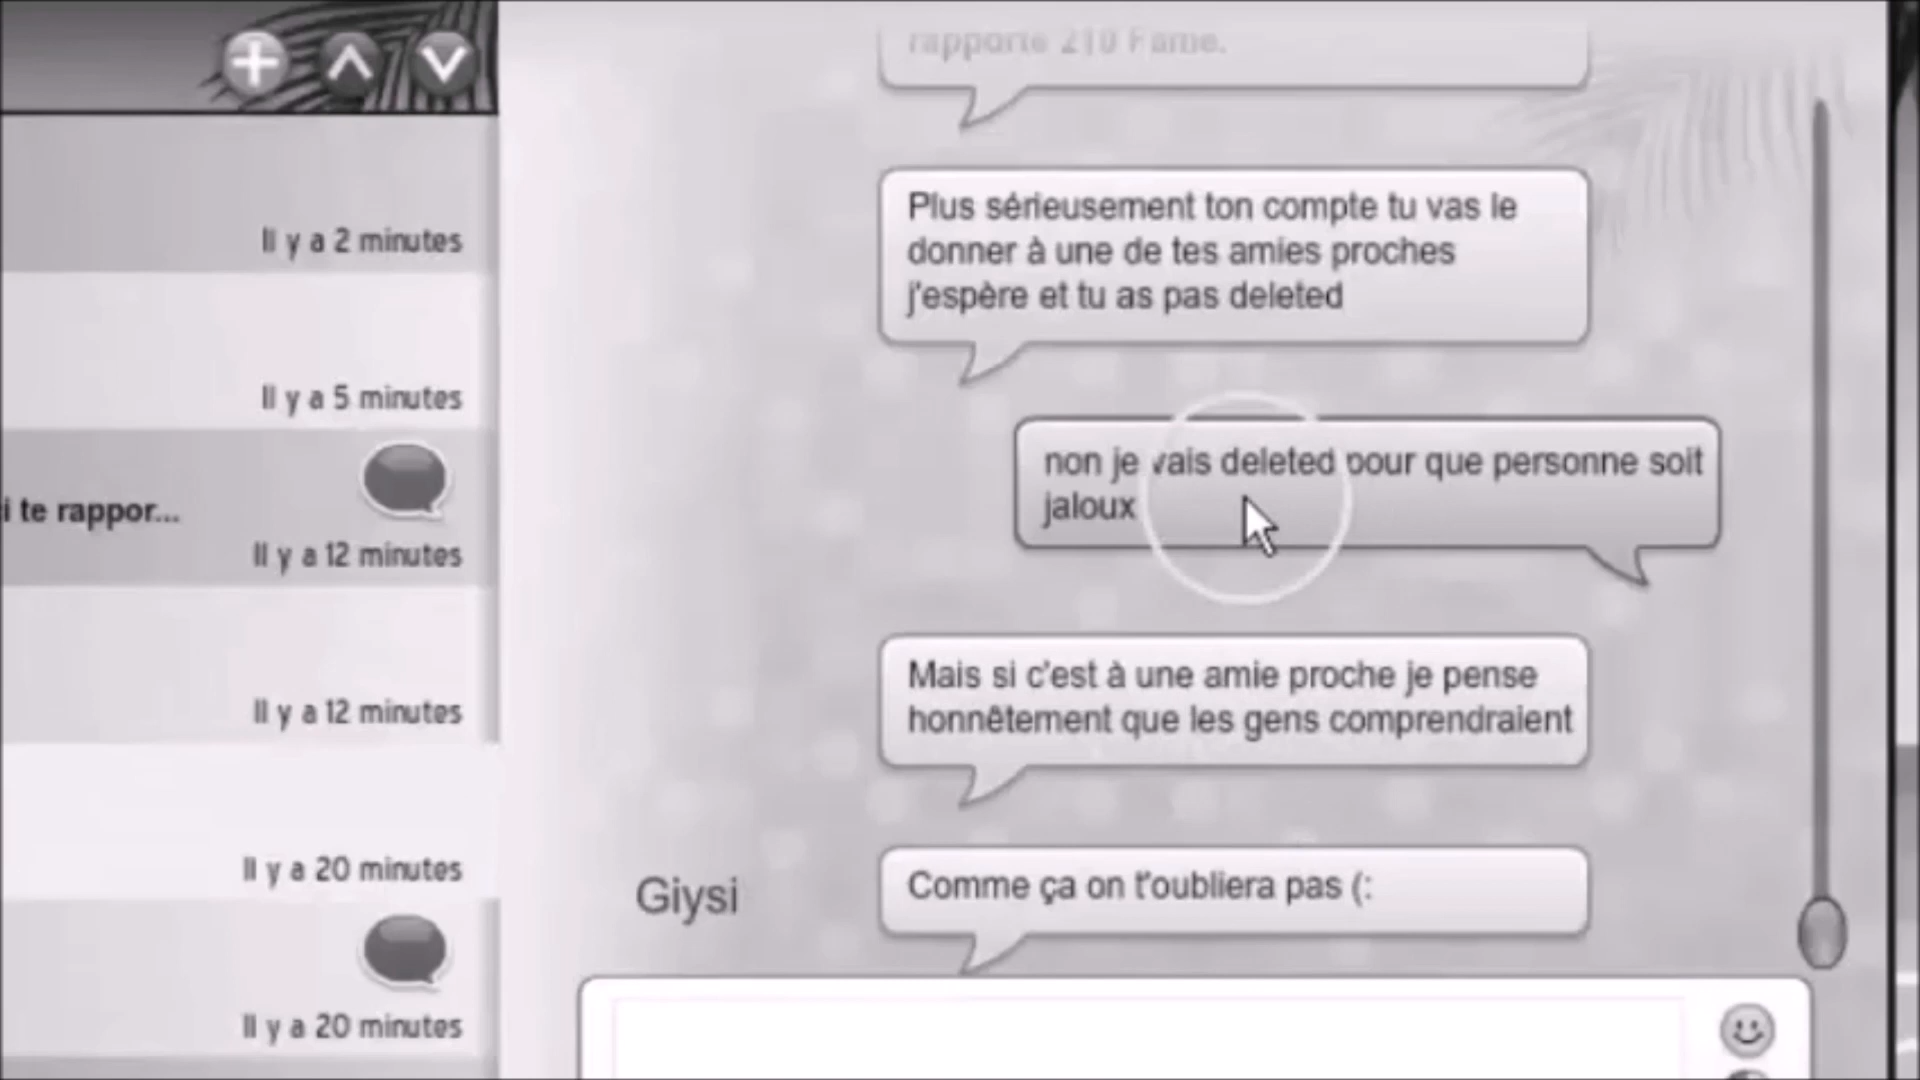 rapporte 210 Fame.
Plus sérieusement ton compte tu vas le
donner à une de tes amies proches
j'espère et tu as pas deleted
non je vais deleted pour que personne soit
jaloux
Mais si c'est à une amie proche je pense
honnêtement que les gens comprendraient
Giysi
Comme ça on t'oubliera pas (:
Il y a 2 minutes
Il y a 5 minutes
i te rappor...
Il y a 12 minutes
Il y a 12 minutes
Il y a 20 minutes
Il y a 20 minutes